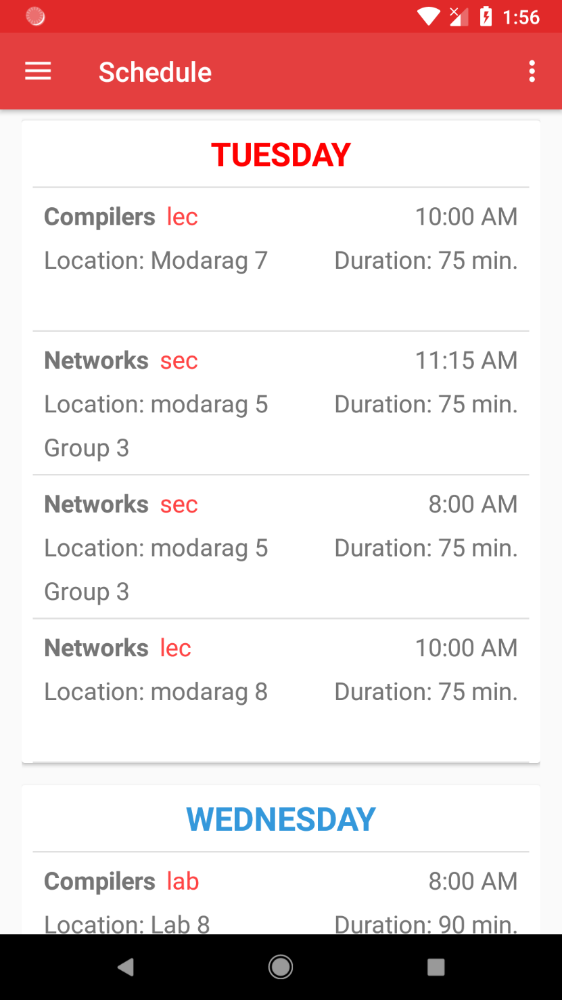 1:56
Schedule
TUESDAY
Compilers lec 10:00 AM
Location: Modarag 7 Duration: 75 min.
Networks sec 11:15 AM
Location: modarag 5 Duration: 75 min.
Group 3
Networks sec 8:00 AM
Location: modarag 5 Duration: 75 min.
Group 3
Networks lec 10:00 AM
Location: modarag 8 Duration: 75 min.
WEDNESDAY
Compilers lab 8:00 AM
Location: Lab 8 Duration: 90 min.